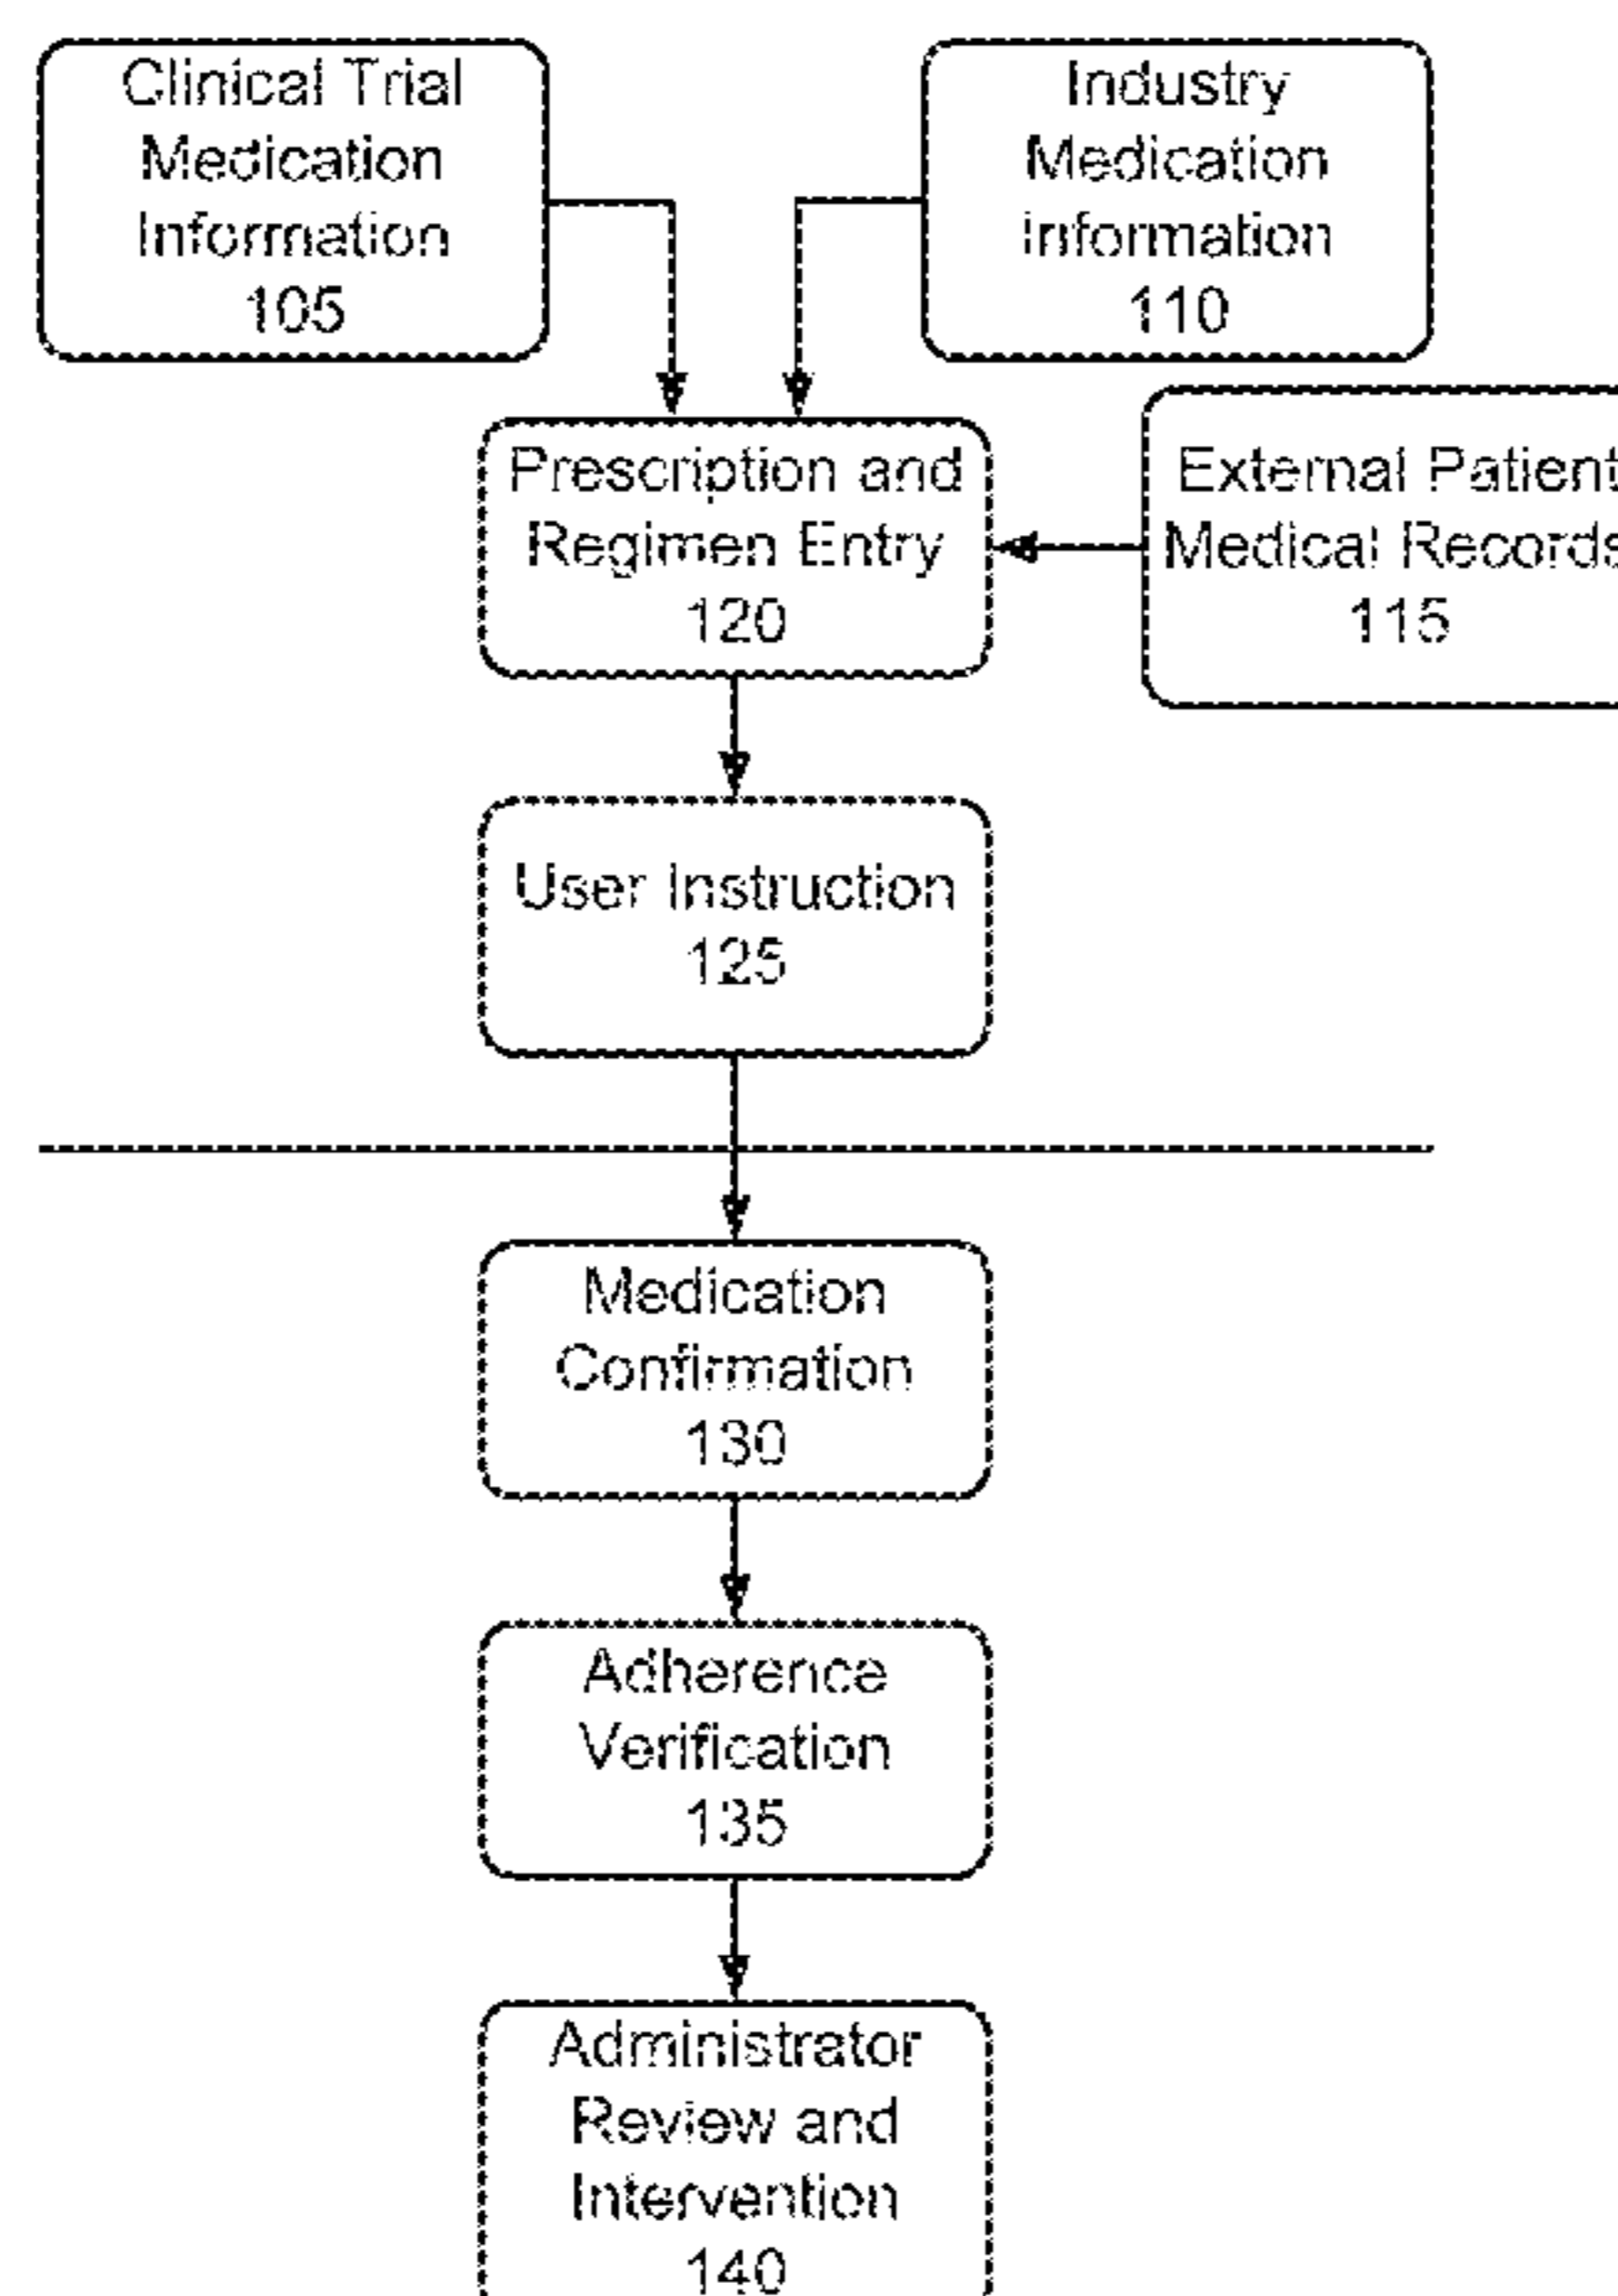 Clinical Trial
Medication
Information
105
Industry
Medication
Information
110
Prescription and
Regimen Entry
120
External Patient
Medical Records
115
User Instruction
125
Medication
Confirmation
130
Adherence
Verification
135
Administrator
Review and
Intervention
140